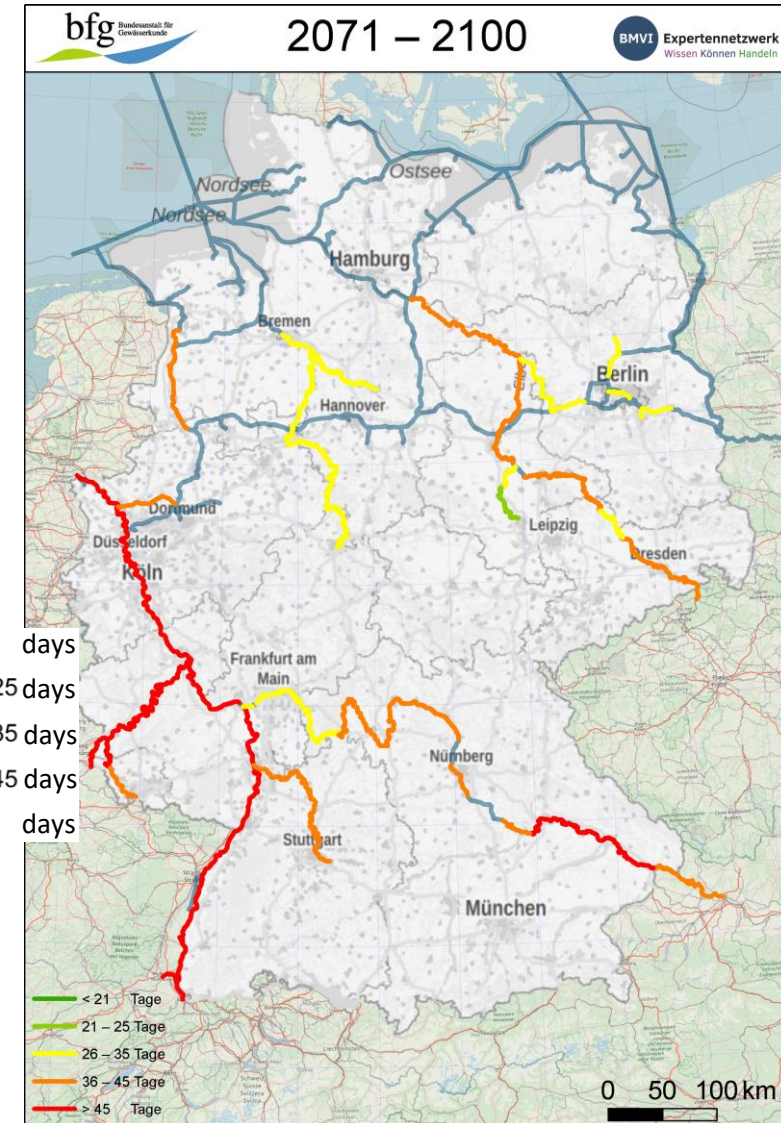 bfg Bundesanstalt für
Gewässerkunde
2071 – 2100
BMVI Expertennetzwerk
Wissen Können Handeln
Nordsee
Ostsee
Nordsee
Hamburg
Bremen
Elbe
Berlin
Hannover
Dortmund
Leipzig
Düsseldorf
Dresden
Köln
days
25 days
35 days
45 days
days
Frankfurt am
Main
Nürnberg
Stuttgart
München
< 21 Tage
21 – 25 Tage
26 – 35 Tage
36 – 45 Tage
> 45 Tage
0 50 100 km